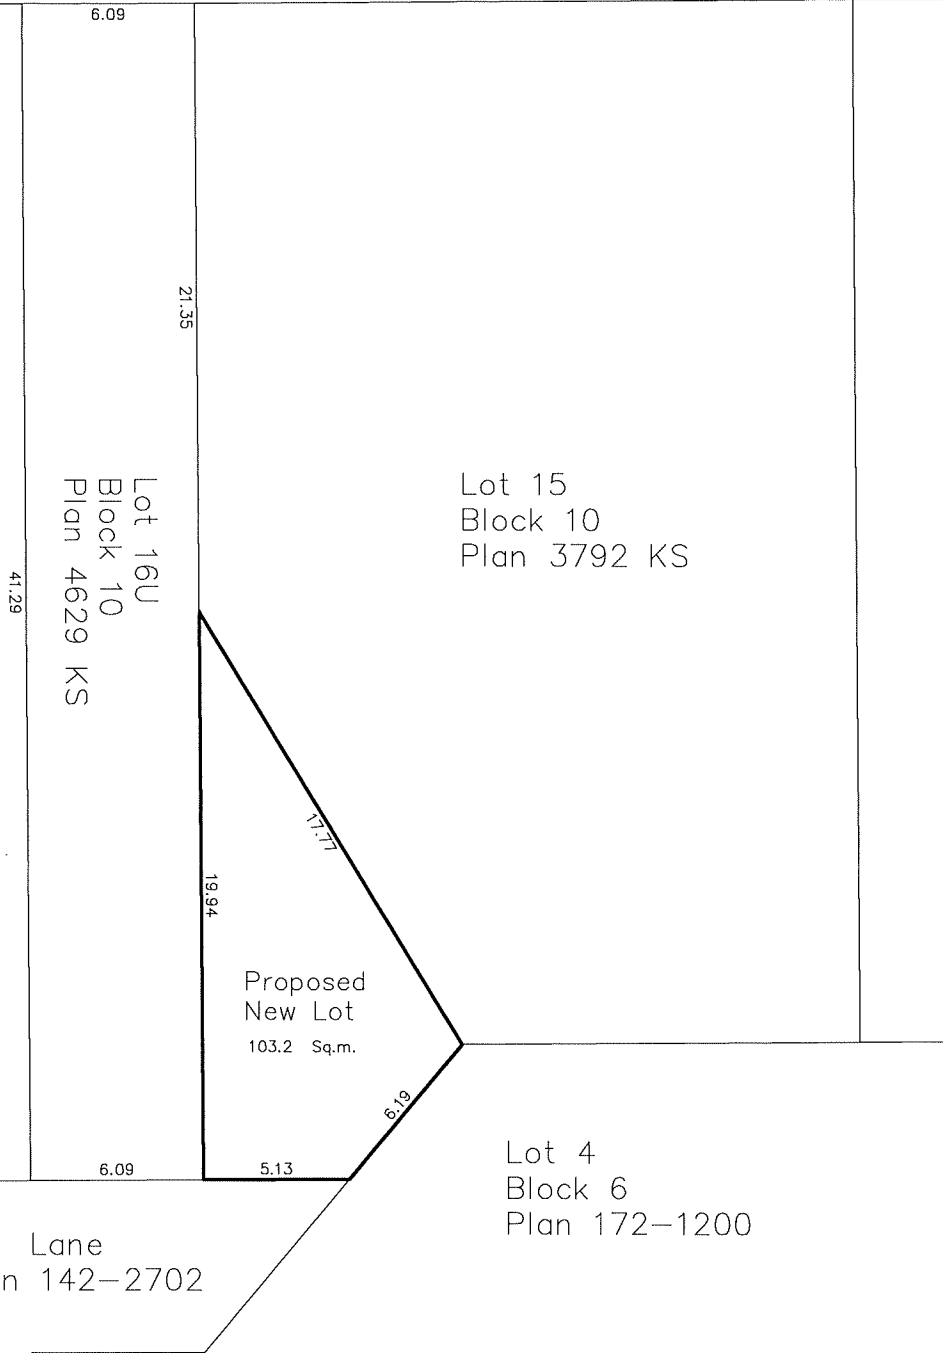 6.09
21.35
Lot 15
Block 10
Plan 3792 KS
Lot 16U
Block 10
Plan 4629 KS
41.29
17.77
19.94
Proposed
New Lot
103.2 Sq.m.
6.19
6.09
5.13
Lot 4
Block 6
Plan 172-1200
Lane
n 142-2702